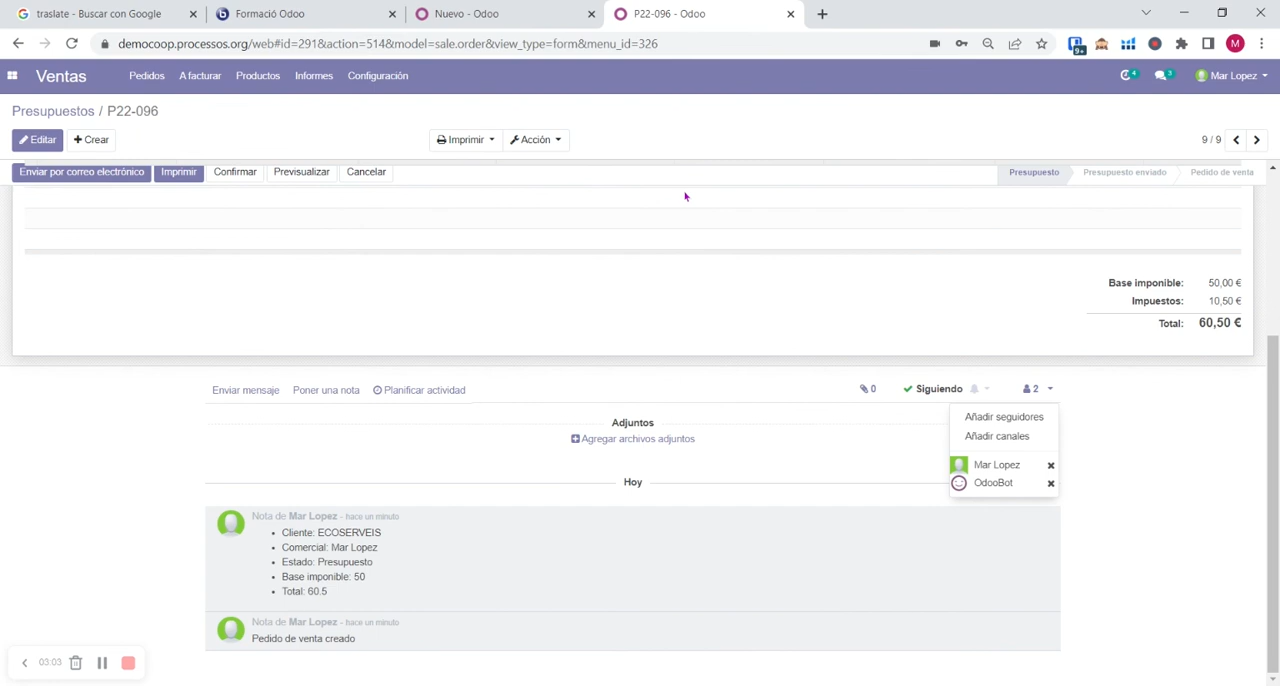 traslate - Buscar con Google
Formació Odoo
Nuevo - Odoo
P22-096 - Odoo
democoop.processos.org/web#id=291&action=514&model=sale.order&view_type=form&menu_id=326
9+
M
Ventas
Pedidos
A facturar
Productos
Informes
Configuración
4
3
Mar Lopez
Presupuestos / P22-096
Editar
Crear
Imprimir
Acción
9 / 9
Enviar por correo electrónico
Imprimir
Confirmar
Previsualizar
Cancelar
Presupuesto
Presupuesto enviado
Pedido de venta
Base imponible: 50,00 €
Impuestos: 10,50 €
Total: 60,50 €
Enviar mensaje
Poner una nota
Planificar actividad
0
Siguiendo
2
Añadir seguidores
Añadir canales
Mar Lopez
OdooBot
Adjuntos
Agregar archivos adjuntos
Hoy
Nota de Mar Lopez - hace un minuto
Cliente: ECOSERVEIS
Comercial: Mar Lopez
Estado: Presupuesto
Base imponible: 50
Total: 60.5
Nota de Mar Lopez - hace un minuto
Pedido de venta creado
03:03